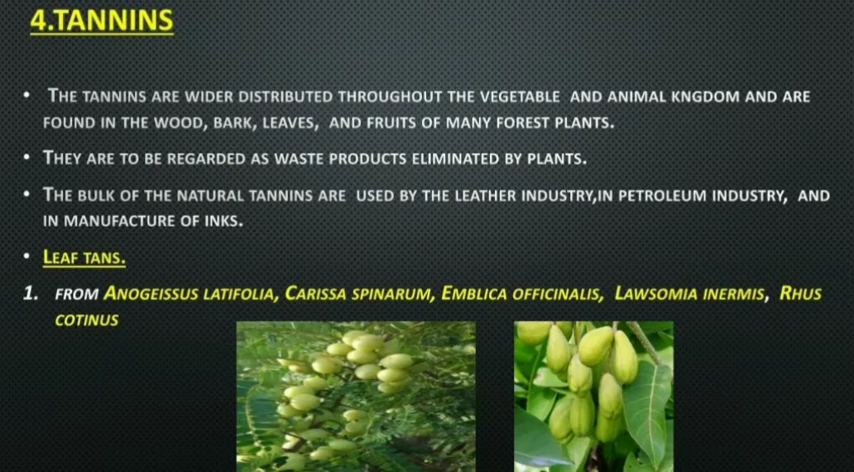 4.TANNINS
• THE TANNINS ARE WIDER DISTRIBUTED THROUGHOUT THE VEGETABLE AND ANIMAL KNGDOM AND ARE
FOUND IN THE WOOD, BARK, LEAVES, AND FRUITS OF MANY FOREST PLANTS.
• THEY ARE TO BE REGARDED AS WASTE PRODUCTS ELIMINATED BY PLANTS.
• THE BULK OF THE NATURAL TANNINS ARE USED BY THE LEATHER INDUSTRY,IN PETROLEUM INDUSTRY, AND
IN MANUFACTURE OF INKS.
• LEAF TANS.
1. FROM ANOGEISSUS LATIFOLIA, CARISSA SPINARUM, EMBLICA OFFICINALIS, LAWSOMIA INERMIS, RHUS
COTINUS